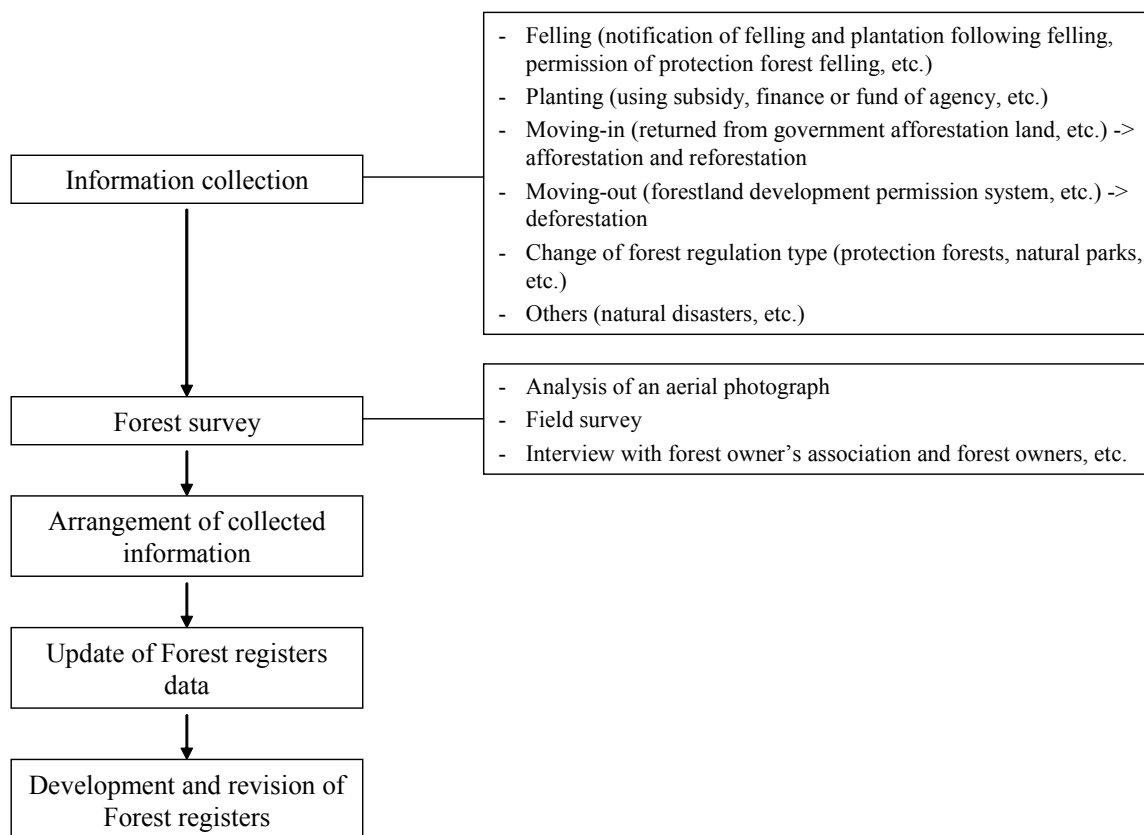 - Felling (notification of felling and plantation following felling,
permission of protection forest felling, etc.)
- Planting (using subsidy, finance or fund of agency, etc.)
- Moving-in (returned from government afforestation land, etc.) ->
afforestation and reforestation
- Moving-out (forestland development permission system, etc.) ->
deforestation
- Change of forest regulation type (protection forests, natural parks,
etc.)
- Others (natural disasters, etc.)
Information collection
- Analysis of an aerial photograph
- Field survey
- Interview with forest owner’s association and forest owners, etc.
Forest survey
Arrangement of collected
information
Update of Forest registers
data
Development and revision of
Forest registers